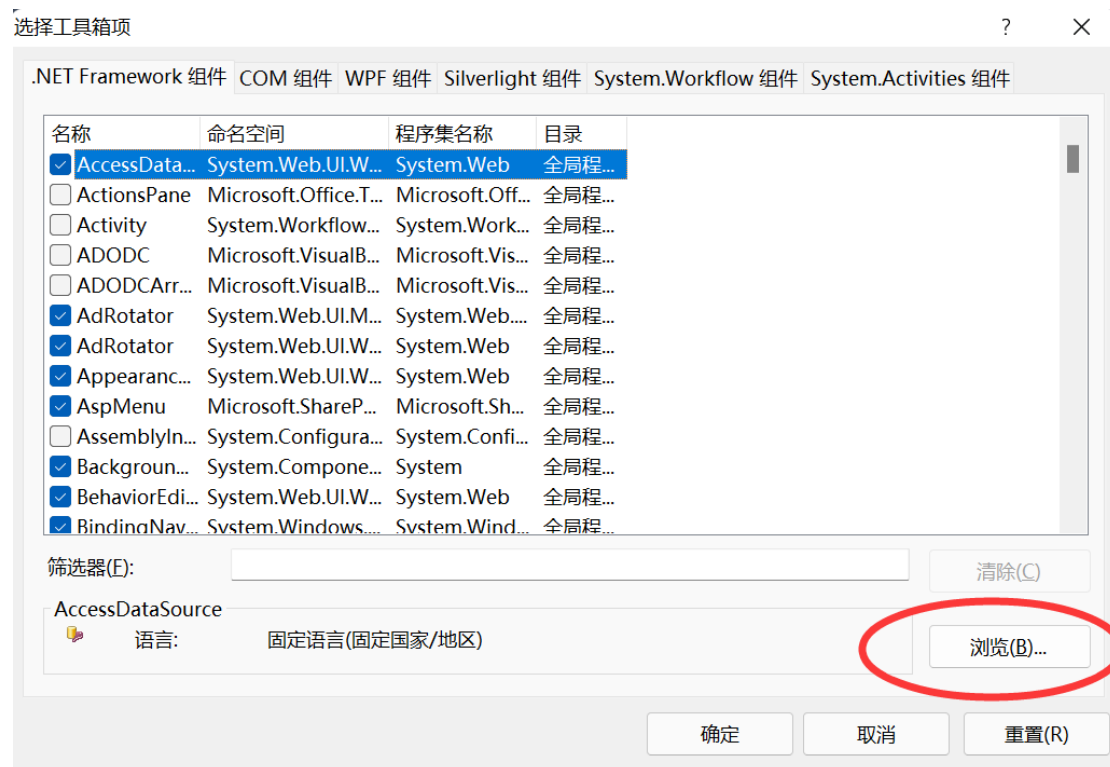 选择工具箱项 ?
.NET Framework 组件 COM 组件 WPF 组件 Silverlight 组件 System.Workflow 组件 System.Activities 组件
名称 命名空间 程序集名称 目录
AccessData... System.Web.UI.W... System.Web 全局程...
ActionsPane Microsoft.Office.T... Microsoft.Off... 全局程...
Activity System.Workflow... System.Work... 全局程...
ADODC Microsoft.VisualB... Microsoft.Vis... 全局程...
ADODCArr... Microsoft.VisualB... Microsoft.Vis... 全局程...
AdRotator System.Web.UI.M... System.Web.... 全局程...
AdRotator System.Web.UI.W... System.Web 全局程...
Appearanc... System.Web.UI.W... System.Web 全局程...
AspMenu Microsoft.ShareP... Microsoft.Sh... 全局程...
AssemblyIn... System.Configura... System.Confi... 全局程...
Backgroun... System.Compone... System 全局程...
BehaviorEdi... System.Web.UI.W... System.Web 全局程...
BindingNav... System.Windows.... System.Wind... 全局程...
筛选器(F):
清除(C)
AccessDataSource
语言: 固定语言(固定国家/地区)
浏览(B)...
确定 取消 重置(R)